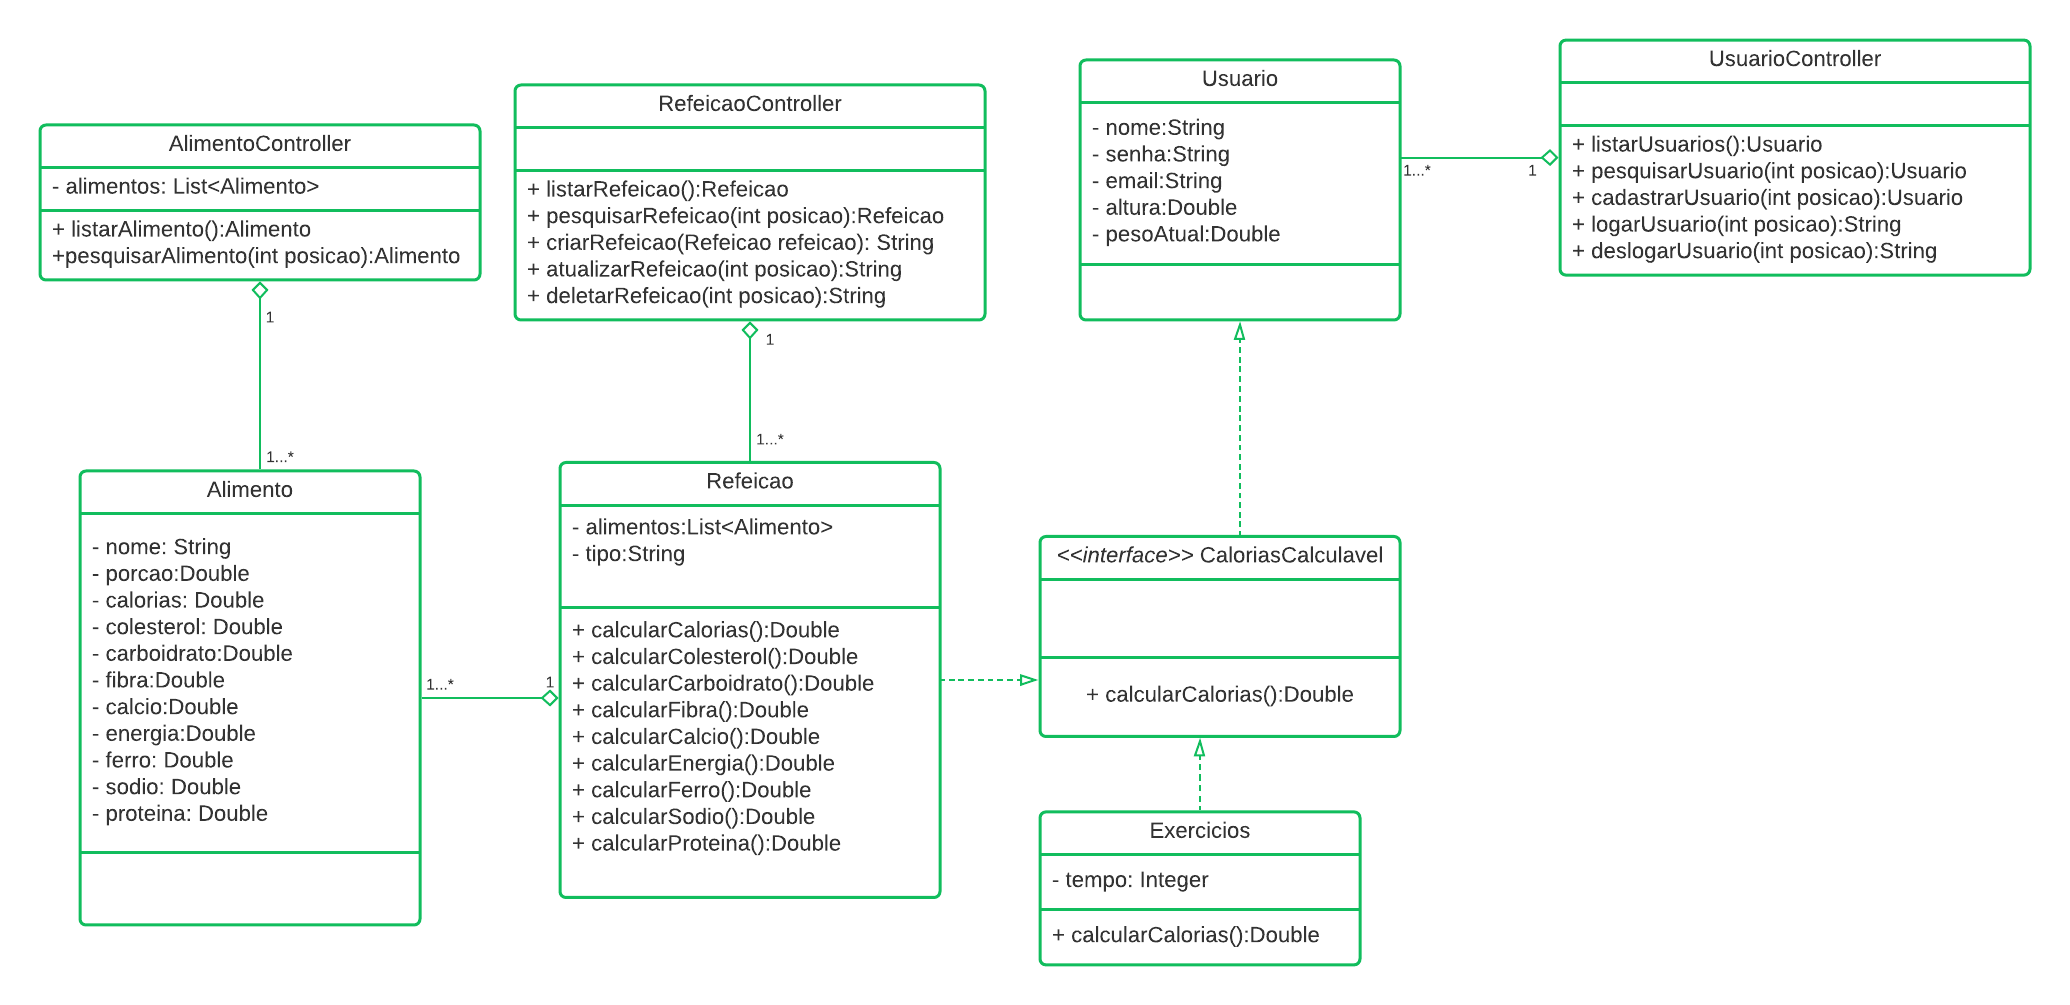 AlimentoController
- alimentos: List<Alimento>
+ listarAlimento():Alimento
+pesquisarAlimento(int posicao):Alimento
1
1...*
RefeicaoController
+ listarRefeicao():Refeicao
+ pesquisarRefeicao(int posicao):Refeicao
+ criarRefeicao(Refeicao refeicao): String
+ atualizarRefeicao(int posicao):String
+ deletarRefeicao(int posicao):String
1
1...*
Usuario
- nome:String
- senha:String
- email:String
- altura:Double
- pesoAtual:Double
1...*
1
UsuarioController
+ listarUsuarios():Usuario
+ pesquisarUsuario(int posicao):Usuario
+ cadastrarUsuario(int posicao):Usuario
+ logarUsuario(int posicao):String
+ deslogarUsuario(int posicao):String
Alimento
- nome: String
- porcao:Double
- calorias: Double
- colesterol: Double
- carboidrato:Double
- fibra:Double
- calcio:Double
- energia:Double
- ferro: Double
- sodio: Double
- proteina: Double
1...*
1
Refeicao
- alimentos:List<Alimento>
- tipo:String
+ calcularCalorias():Double
+ calcularColesterol():Double
+ calcularCarboidrato():Double
+ calcularFibra():Double
+ calcularCalcio():Double
+ calcularEnergia():Double
+ calcularFerro():Double
+ calcularSodio():Double
+ calcularProteina():Double
<<interface>> CaloriasCalculavel
+ calcularCalorias():Double
Exercicios
- tempo: Integer
+ calcularCalorias():Double